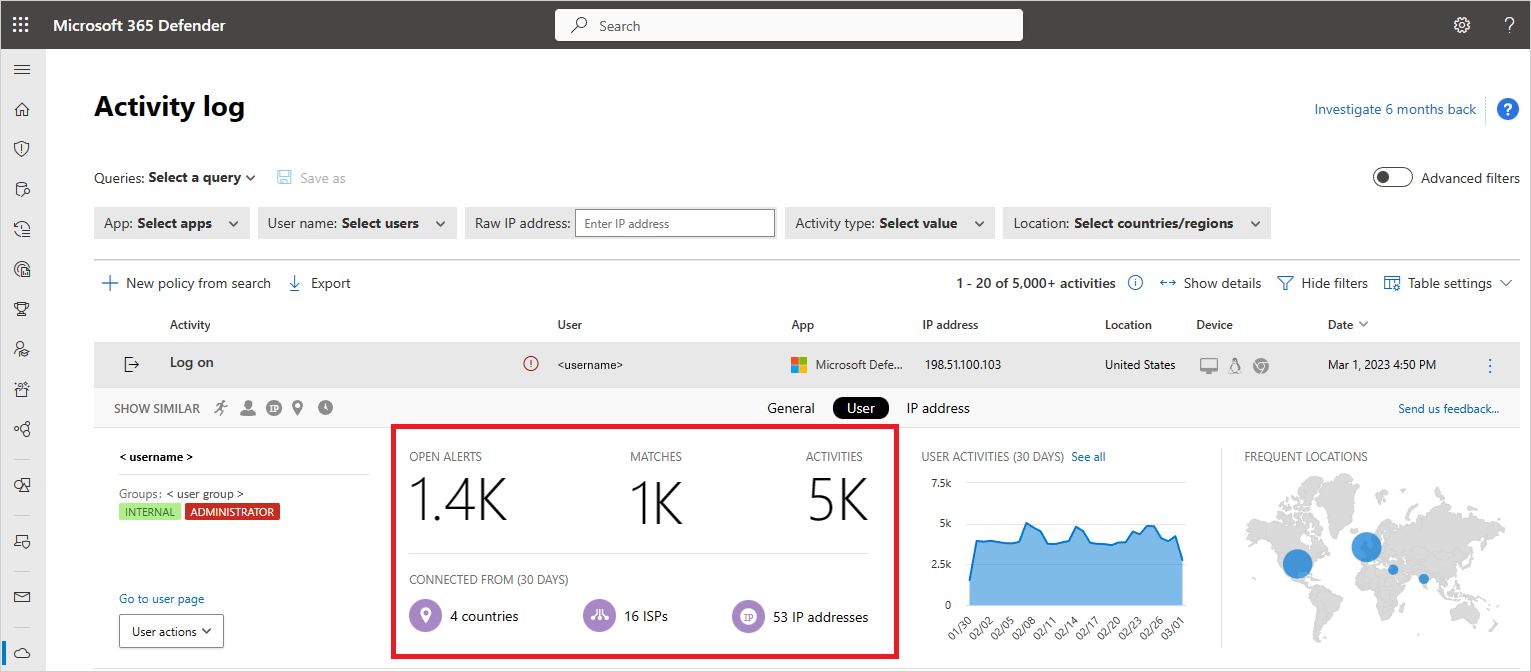 Microsoft 365 Defender
Search
?
Activity log
Investigate 6 months back
?
Queries: Select a query
Save as
Advanced filters
App: Select apps
User name: Select users
Raw IP address: Enter IP address
Activity type: Select value
Location: Select countries/regions
New policy from search
Export
1 - 20 of 5,000+ activities
Show details
Hide filters
Table settings
Activity User App IP address Location Device Date
Log on <username> Microsoft Defe... 198.51.100.103 United States Mar 1, 2023 4:50 PM
SHOW SIMILAR
IP
General User IP address
Send us feedback...
< username >
Groups: < user group >
INTERNAL ADMINISTRATOR
Go to user page
User actions
OPEN ALERTS MATCHES ACTIVITIES
1.4K 1K 5K
CONNECTED FROM (30 DAYS)
4 countries 16 ISPs IP 53 IP addresses
USER ACTIVITIES (30 DAYS) See all
7.5k
5k
2.5k
0
01/30 02/02 02/05 02/08 02/11 02/14 02/17 02/20 02/23 02/26 03/01
FREQUENT LOCATIONS